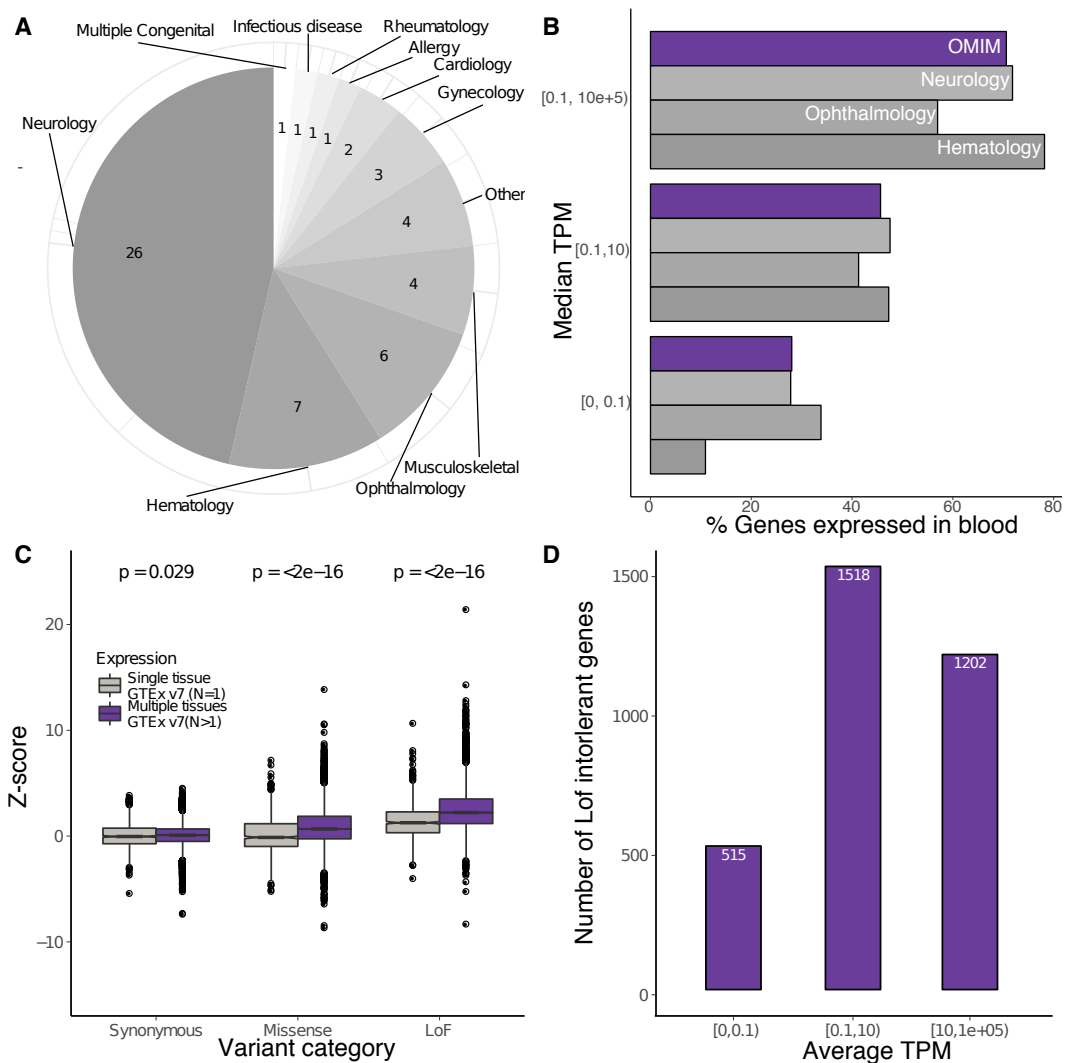 A
Multiple Congenital
Infectious disease
Rheumatology
Allergy
Cardiology
Gynecology
Neurology
-
Other
1
1
1
1
2
3
4
4
6
7
26
Musculoskeletal
Ophthalmology
Hematology
B
OMIM
Neurology
Ophthalmology
Hematology
[0.1, 10e+5)
[0.1,10)
[0, 0.1)
Median TPM
0
20
40
60
80
% Genes expressed in blood
C
p = 0.029
p = <2e−16
p = <2e−16
Expression
Single tissue
GTEx v7 (N=1)
Multiple tissues
GTEx v7(N>1)
20
10
0
−10
Z-score
Synonymous
Missense
LoF
Variant category
D
1500
1000
500
0
Number of Lof intorlerant genes
515
1518
1202
[0,0.1)
[0.1,10)
[10,1e+05)
Average TPM